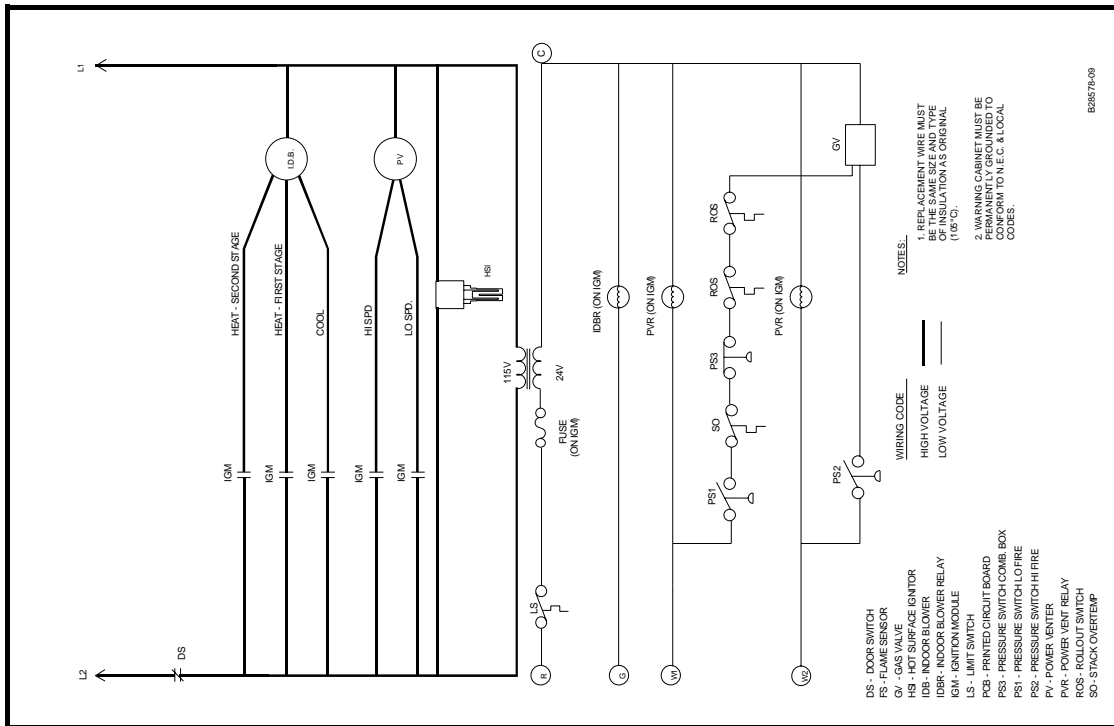 L1
L2
DS
HEAT - SECOND STAGE
HEAT - FIRST STAGE
COOL
HI SPD
LO SPD.
IGM
IGM
IGM
IGM
IGM
I.D.B.
PV
HSI
115V
24V
FUSE
(ON IGM)
LS
R
C
G
IDBR (ON IGM)
W1
PVR (ON IGM)
PS1
SO
PS3
ROS
ROS
GV
W2
PVR (ON IGM)
PS2
DS - DOOR SWITCH
FS - FLAME SENSOR
GV - GAS VALVE
HSI - HOT SURFACE IGNITOR
IDB - INDOOR BLOWER
IDBR - INDOOR BLOWER RELAY
IGM - IGNITION MODULE
LS - LIMIT SWITCH
PCB - PRINTED CIRCUIT BOARD
PS3 - PRESSURE SWITCH COMB. BOX
PS1 - PRESSURE SWITCH LO FIRE
PS2 - PRESSURE SWITCH HI FIRE
PV - POWER VENTER
PVR - POWER VENT RELAY
ROS - ROLLOUT SWITCH
SO - STACK OVERTEMP
WIRING CODE
HIGH VOLTAGE
LOW VOLTAGE
NOTES:
1. REPLACEMENT WIRE MUST
BE THE SAME SIZE AND TYPE
OF INSULATION AS ORIGINAL
(105°C).
2. WARNING CABINET MUST BE
PERMANENTLY GROUNDED TO
CONFORM TO N.E.C. & LOCAL
CODES.
B28578-09